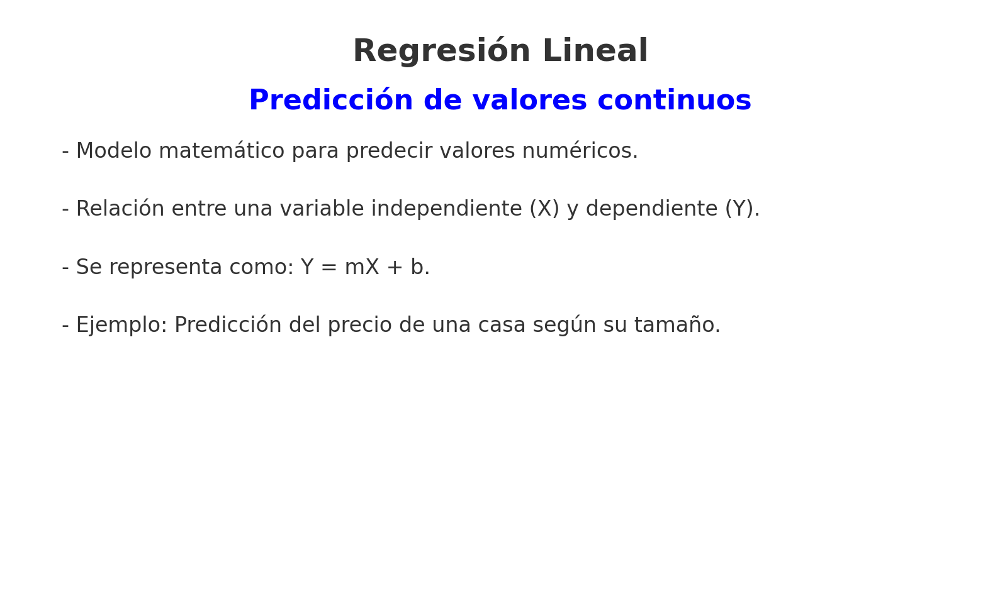 Regresión Lineal
Predicción de valores continuos
- Modelo matemático para predecir valores numéricos.
- Relación entre una variable independiente (X) y dependiente (Y).
- Se representa como: Y = mX + b.
- Ejemplo: Predicción del precio de una casa según su tamaño.